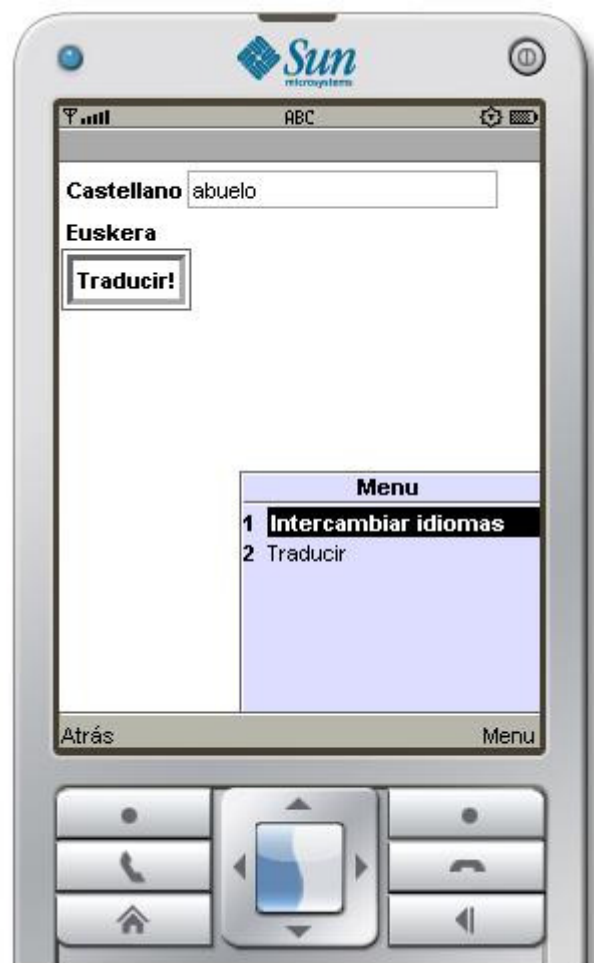 Sun
microsystems
ABC
Castellano abuelo
Euskera
Traducir!
Menu
1 Intercambiar idiomas
2 Traducir
Atrás Menu